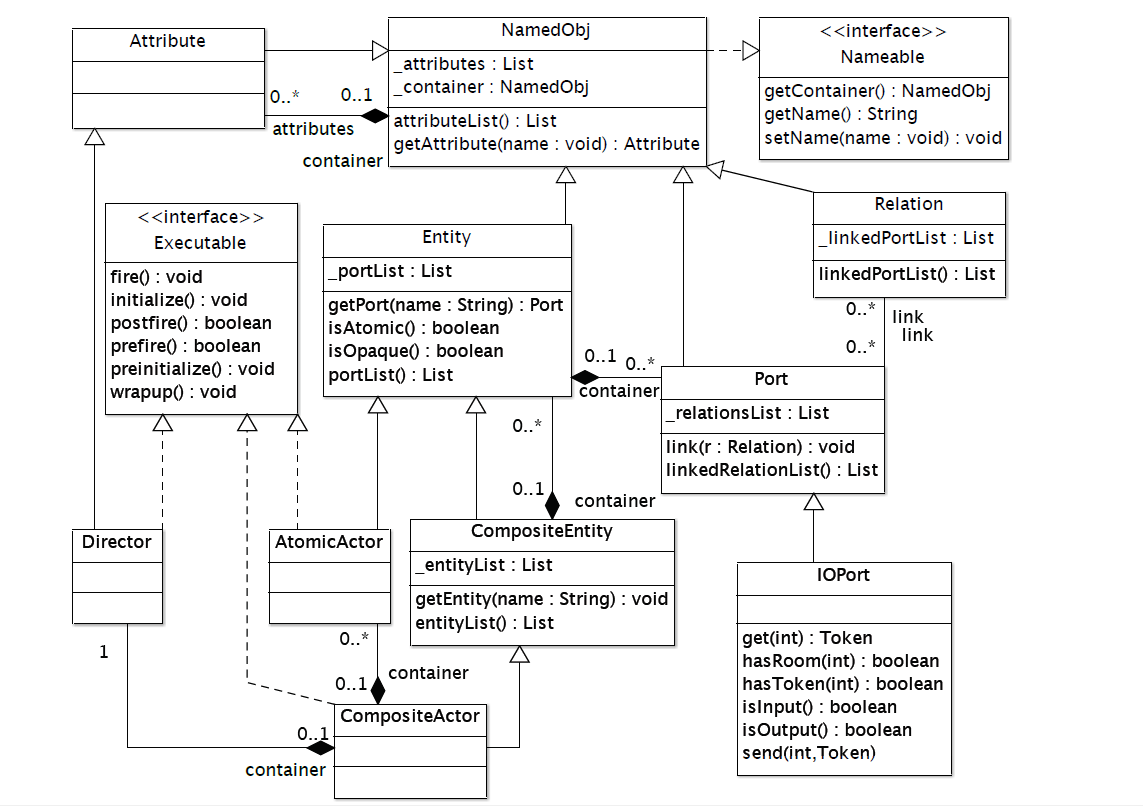 Attribute
NamedObj
_attributes : List
_container : NamedObj
attributeList() : List
getAttribute(name : void) : Attribute
<<interface>>
Nameable
getContainer() : NamedObj
getName() : String
setName(name : void) : void
0..*
0..1
attributes
container
<<interface>>
Executable
fire() : void
initialize() : void
postfire() : boolean
prefire() : boolean
preinitialize() : void
wrapup() : void
Entity
_portList : List
getPort(name : String) : Port
isAtomic() : boolean
isOpaque() : boolean
portList() : List
Relation
_linkedPortList : List
linkedPortList() : List
0..*
link
link
0..*
0..1
0..*
container
Port
_relationsList : List
link(r : Relation) : void
linkedRelationList() : List
0..*
0..1
container
Director
AtomicActor
CompositeEntity
_entityList : List
getEntity(name : String) : void
entityList() : List
IOPort
get(int) : Token
hasRoom(int) : boolean
hasToken(int) : boolean
isInput() : boolean
isOutput() : boolean
send(int,Token)
1
0..*
container
0..1
CompositeActor
0..1
container